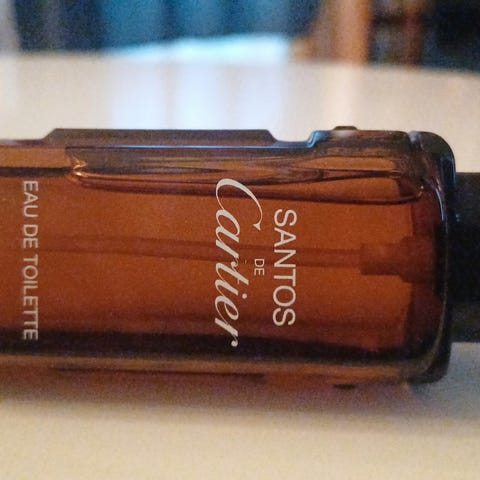 SANTOS
DE
Cartier
EAU DE TOILETTE